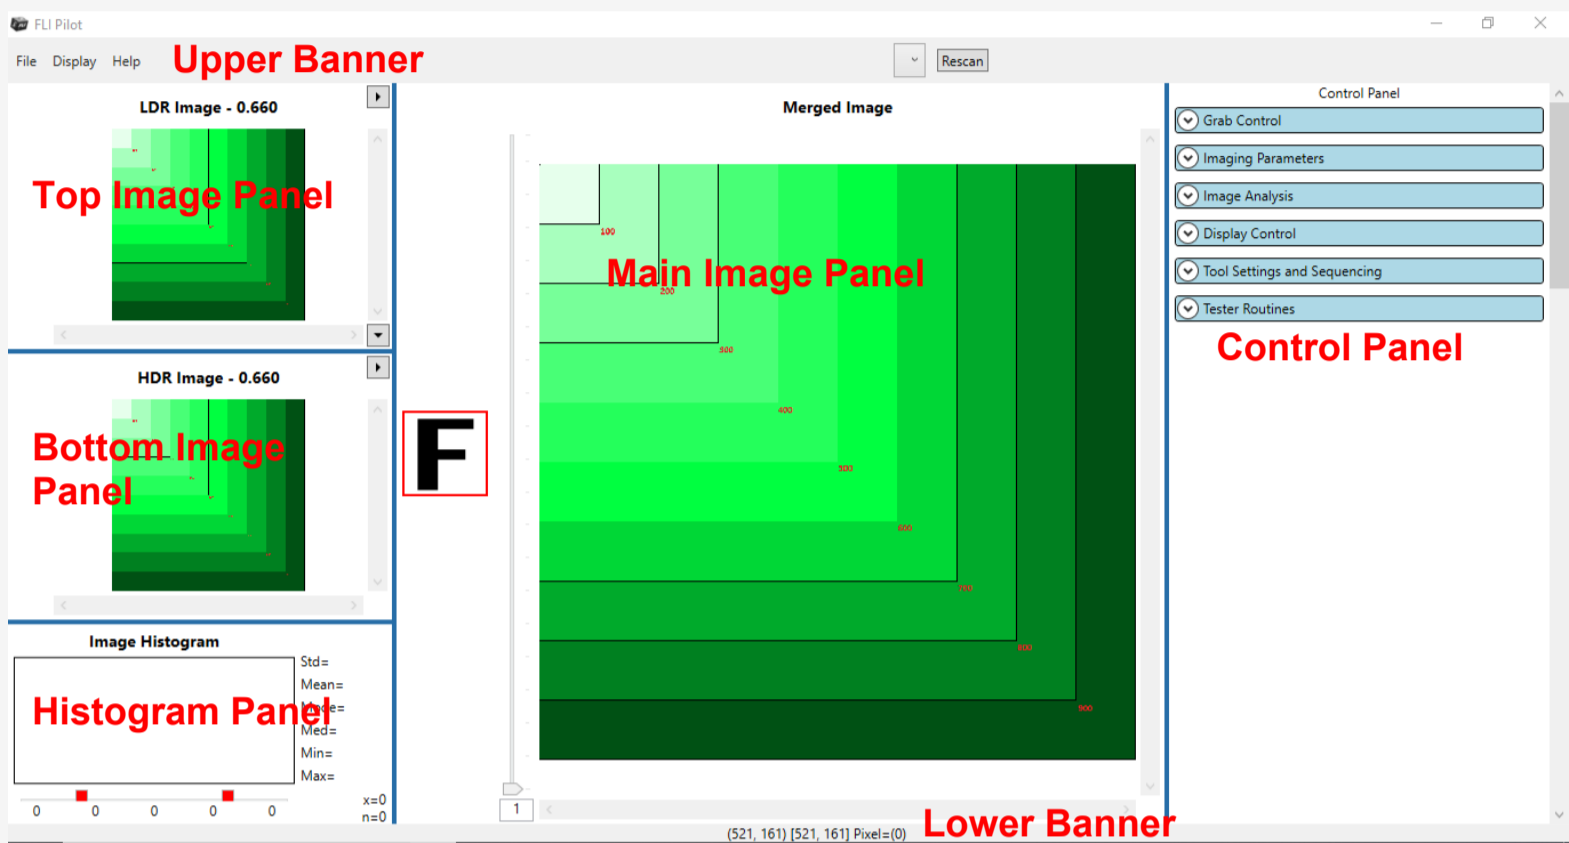 FLI Pilot
File Display Help
Upper Banner
Rescan
LDR Image - 0.660
Top Image Panel
HDR Image - 0.660
Bottom Image
Panel
Image Histogram
Std=
Mean=
Mode=
Med=
Min=
Max=
Histogram Panel
0 0 0 0 0
x=0
n=0
F
Merged Image
100
Main Image Panel
200
300
400
500
600
700
800
900
1
(521, 161) [521, 161] Pixel=(0)
Lower Banner
Control Panel
Grab Control
Imaging Parameters
Image Analysis
Display Control
Tool Settings and Sequencing
Tester Routines
Control Panel